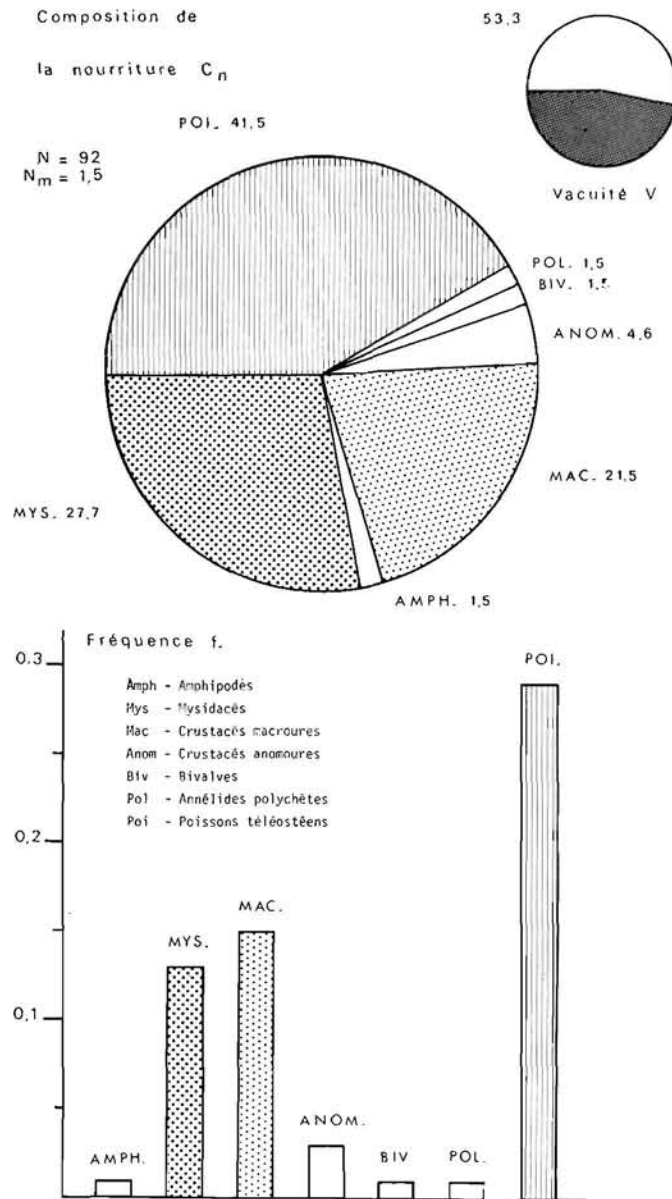 Composition de
la nourriture Cn
53,3
Vacuité V
N = 92
Nm = 1,5
POI. 41,5
POL. 1,5
BIV. 1,5
ANOM. 4,6
MAC. 21,5
AMPH. 1,5
MYS. 27,7
Fréquence f.
Amph - Amphipodès
Mys - Mysidacés
Mac - Crustacés macroures
Anom - Crustacés anomoures
Biv - Bivalves
Pol - Annélides polychètes
Poi - Poissons téléostéens
0.3
0,2
0,1
AMPH.
MYS.
MAC.
ANOM.
BIV
POL.
POI.